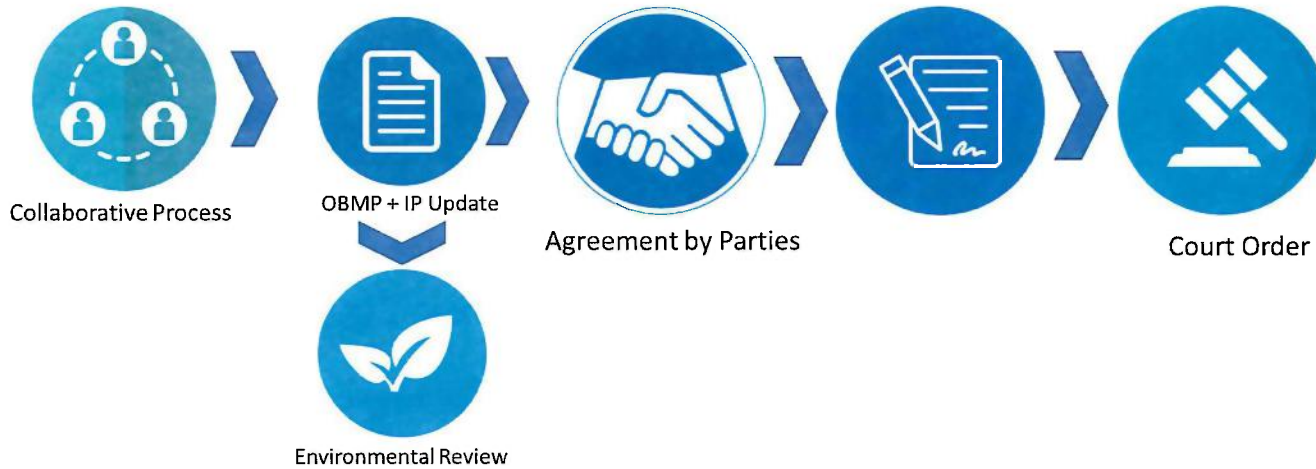 Collaborative Process
OBMP + IP Update
Agreement by Parties
Court Order
Environmental Review